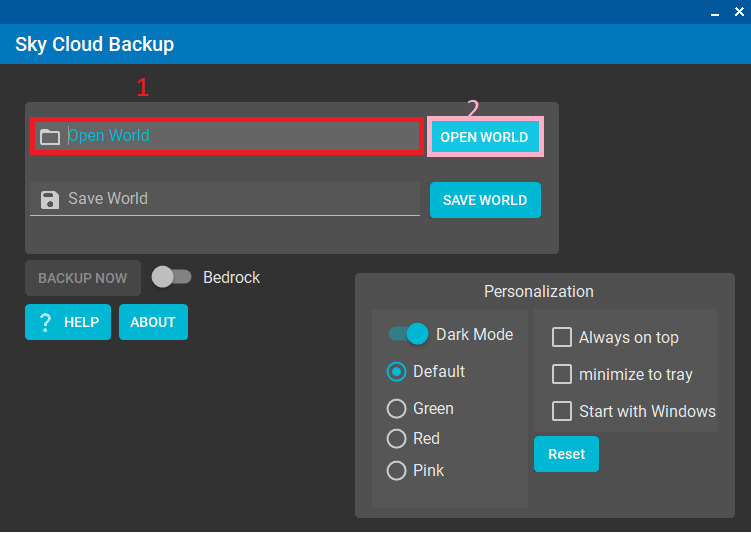 Sky Cloud Backup
1
2
Open World
OPEN WORLD
Save World
SAVE WORLD
BACKUP NOW
Bedrock
? HELP
ABOUT
Personalization
Dark Mode
Default
Green
Red
Pink
Always on top
minimize to tray
Start with Windows
Reset